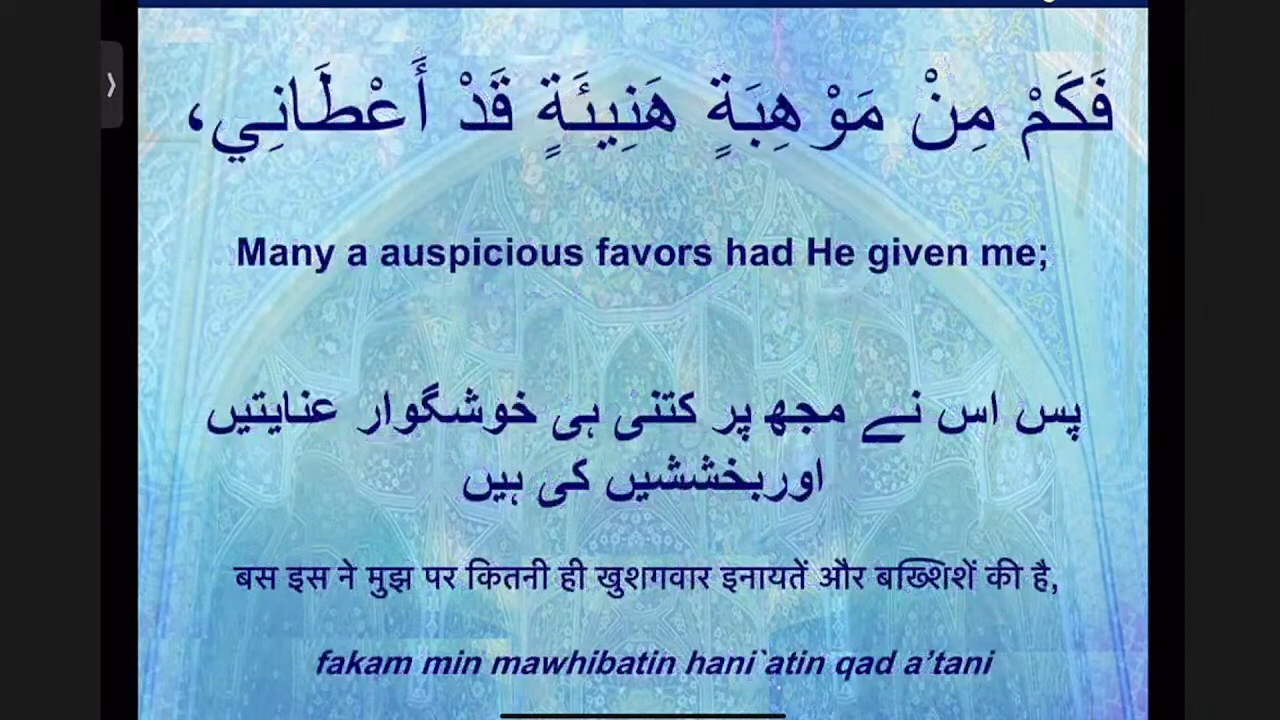 فَكَمْ مِنْ مَوْهِبَةٍ هَنِيئَةٍ قَدْ أَعْطَانِي،
Many a auspicious favors had He given me;
پس اس نے مجھ پر کتنی ہی خوشگوار عنایتیں
اوربخششیں کی ہیں
बस इस ने मुझ पर कितनी ही खुशगवार इनायतें और बख्शिशें की है,
fakam min mawhibatin hani`atin qad a’tani